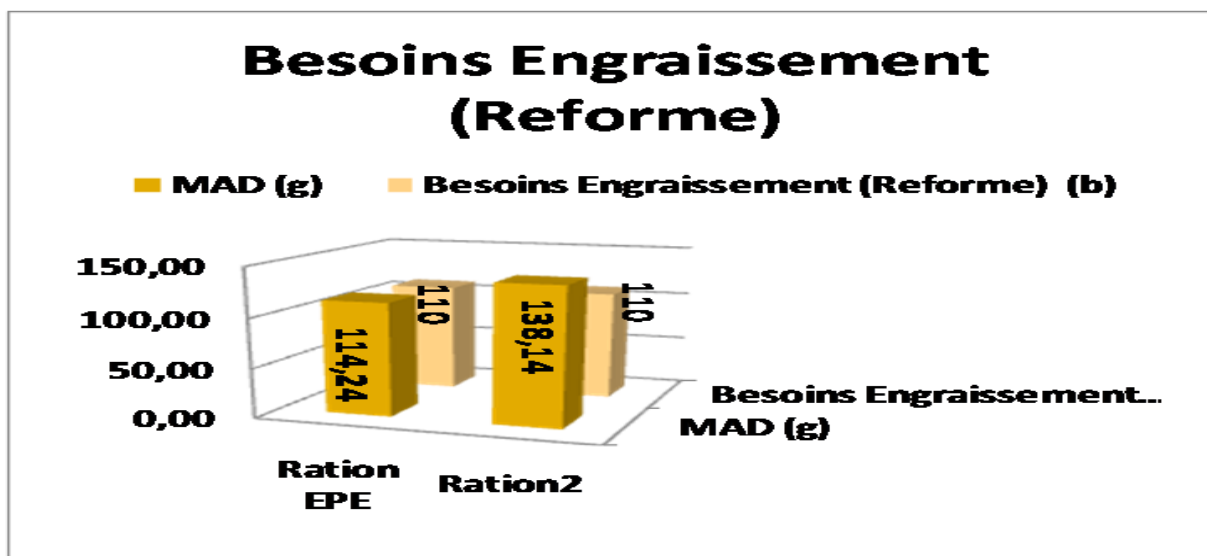 Besoins Engraissement
(Reforme)
MAD (g)
Besoins Engraissement (Reforme) (b)
150,00
100,00
50,00
0,00
114,24
110
138,14
110
Besoins Engraissement...
MAD (g)
Ration
EPE
Ration2